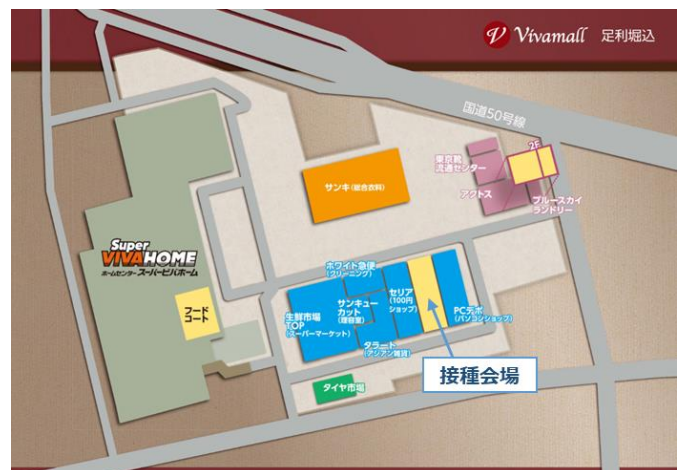 Vivamall 足利堀込
国道50号線
2F
東京靴
流通センター
アクトス
ブルースカイ
ランドリー
サンキ(総合衣料)
Super
VIVAHOME
ホームセンター スーパービバホーム
フード
コート
ホワイト急便
(クリーニング)
生鮮市場
TOP
(スーパーマーケット)
サンキュー
カット
(理容室)
セリア
(100円
ショップ)
タラート
(アジアン雑貨)
PCデポ
(パソコンショップ)
接種会場
タイヤ市場